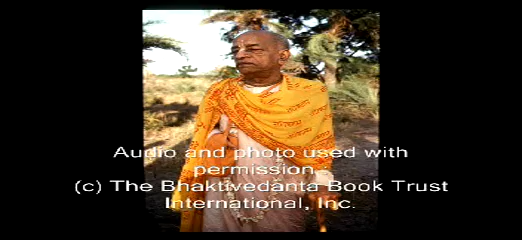 Audio and photo used with
permission
(c) The Bhaktivedanta Book Trust
International, Inc.